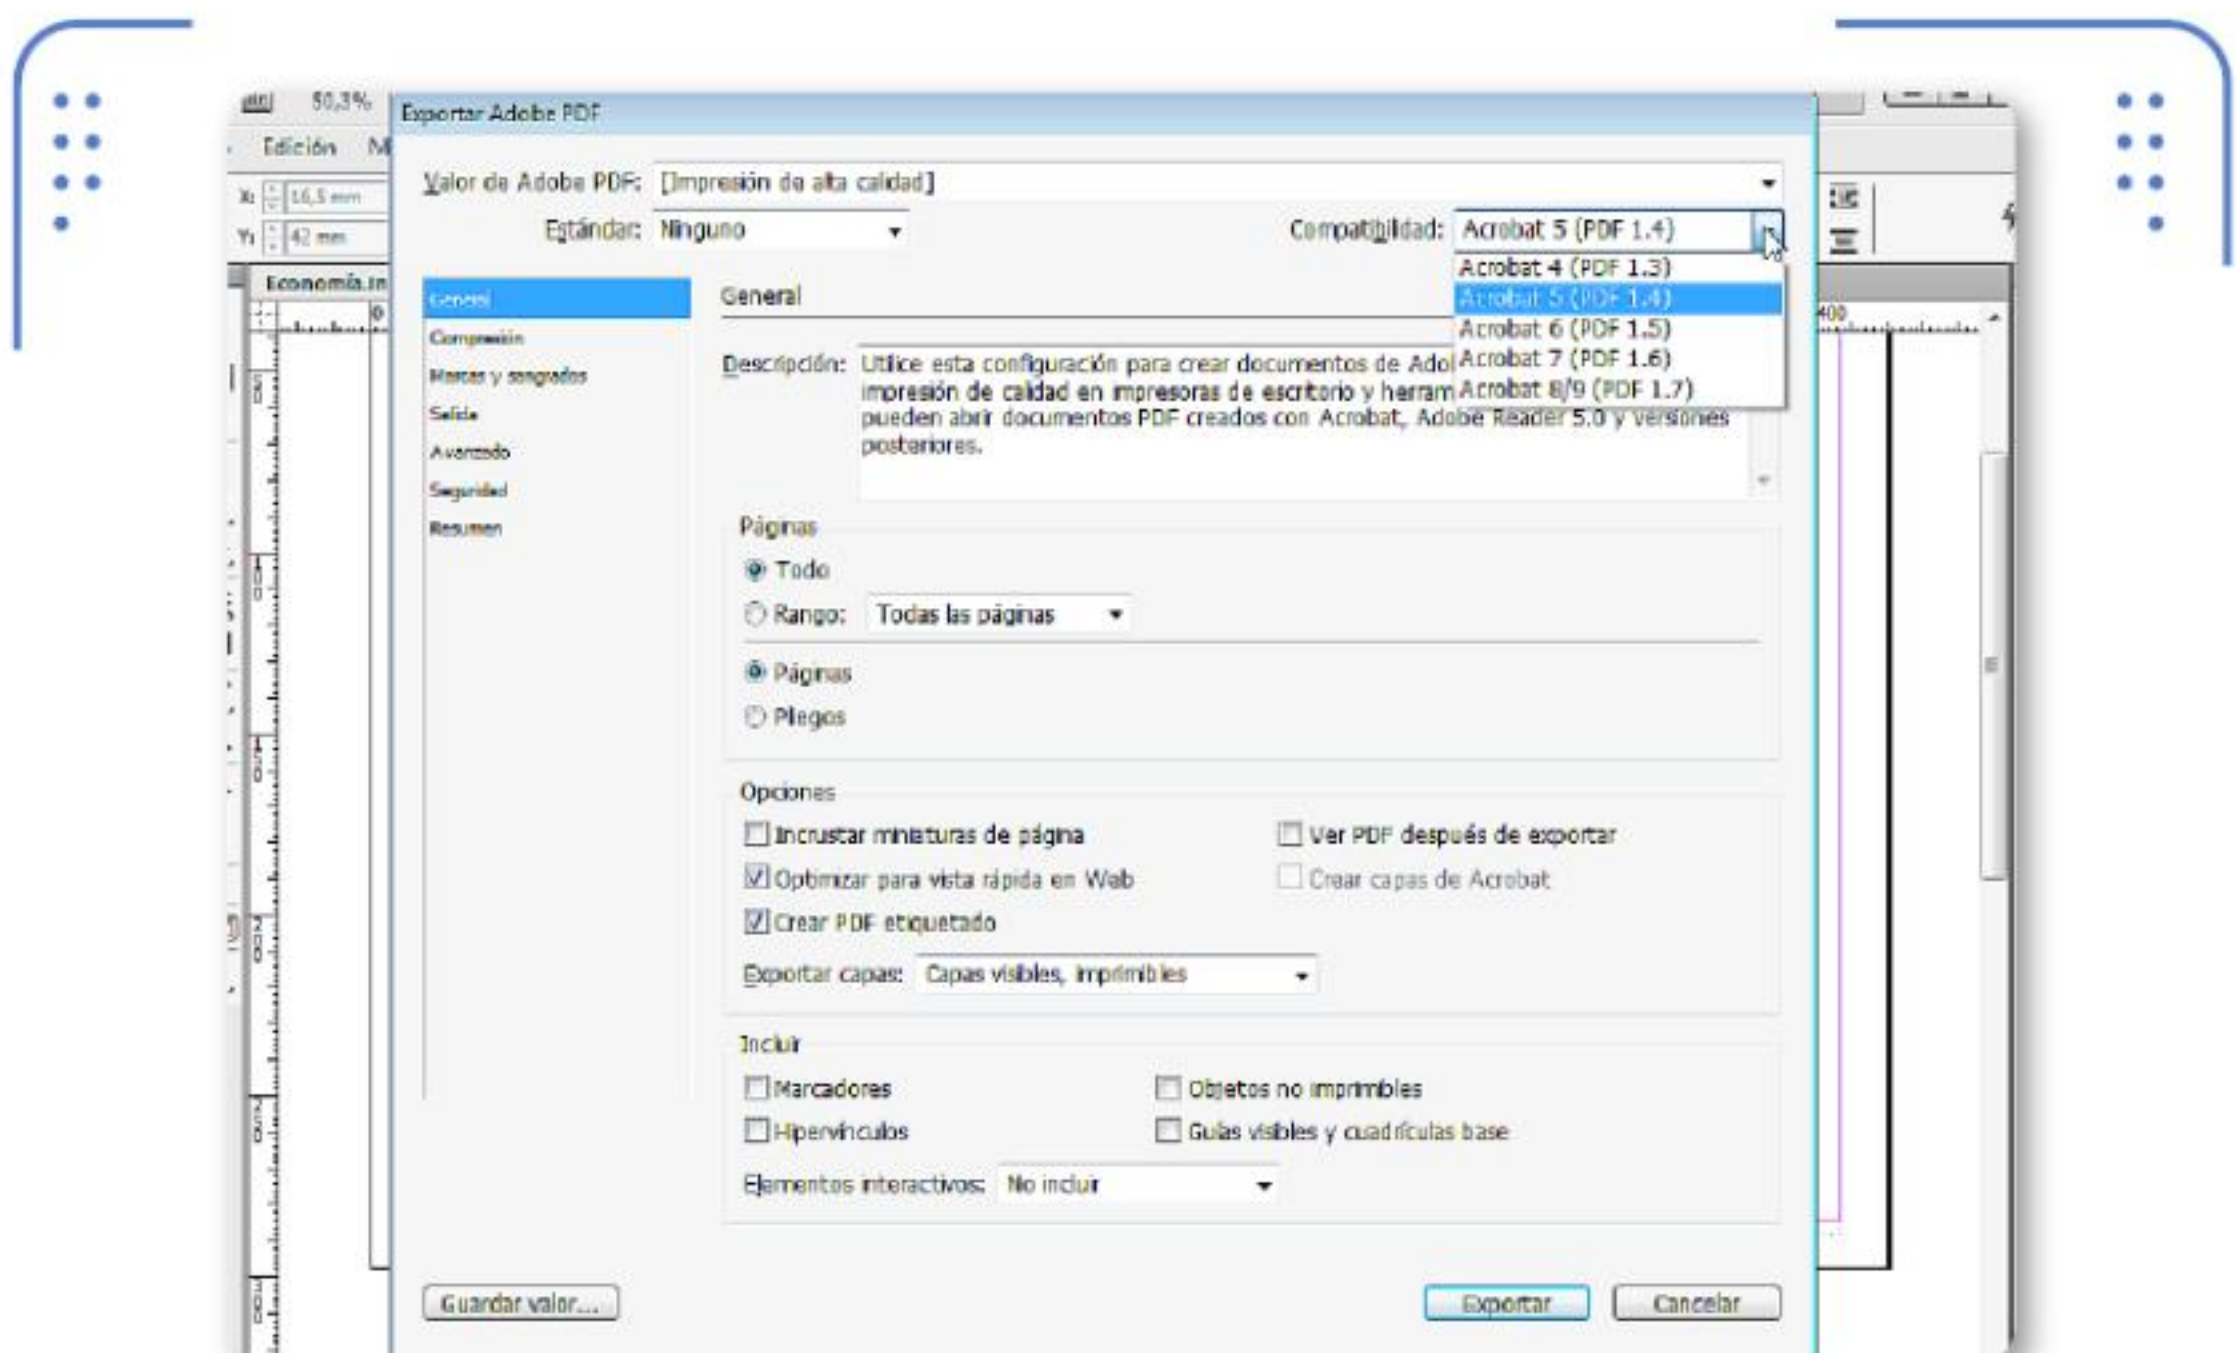 50,3%
Exportar Adobe PDF
Edición M
Valor de Adobe PDF: [Impresión de alta calidad]
X: 16,5 mm
Estándar: Ninguno
Compatibilidad: Acrobat 5 (PDF 1.4)
Y: 42 mm
Acrobat 4 (PDF 1.3)
Acrobat 5 (PDF 1.4)
Acrobat 6 (PDF 1.5)
Acrobat 7 (PDF 1.6)
Acrobat 8/9 (PDF 1.7)
Economía.in
0
400
General
Compresión
Marcas y sangrados
Salida
Avanzado
Seguridad
Resumen
General
Descripción: Utilice esta configuración para crear documentos de Ado
impresión de calidad en impresoras de escritorio y herram
pueden abrir documentos PDF creados con Acrobat, Adobe Reader 5.0 y versiones
posteriores.
Páginas
Todo
Rango: Todas las páginas
Páginas
Pliegos
Opciones
Incrustar miniaturas de página
Ver PDF después de exportar
Optimizar para vista rápida en Web
Crear capas de Acrobat
Crear PDF etiquetado
Exportar capas: Capas visibles, imprimibles
Incluir
Marcadores
Objetos no imprimibles
Hipervínculos
Guías visibles y cuadrículas base
Elementos interactivos: No incluir
Guardar valor...
Exportar
Cancelar